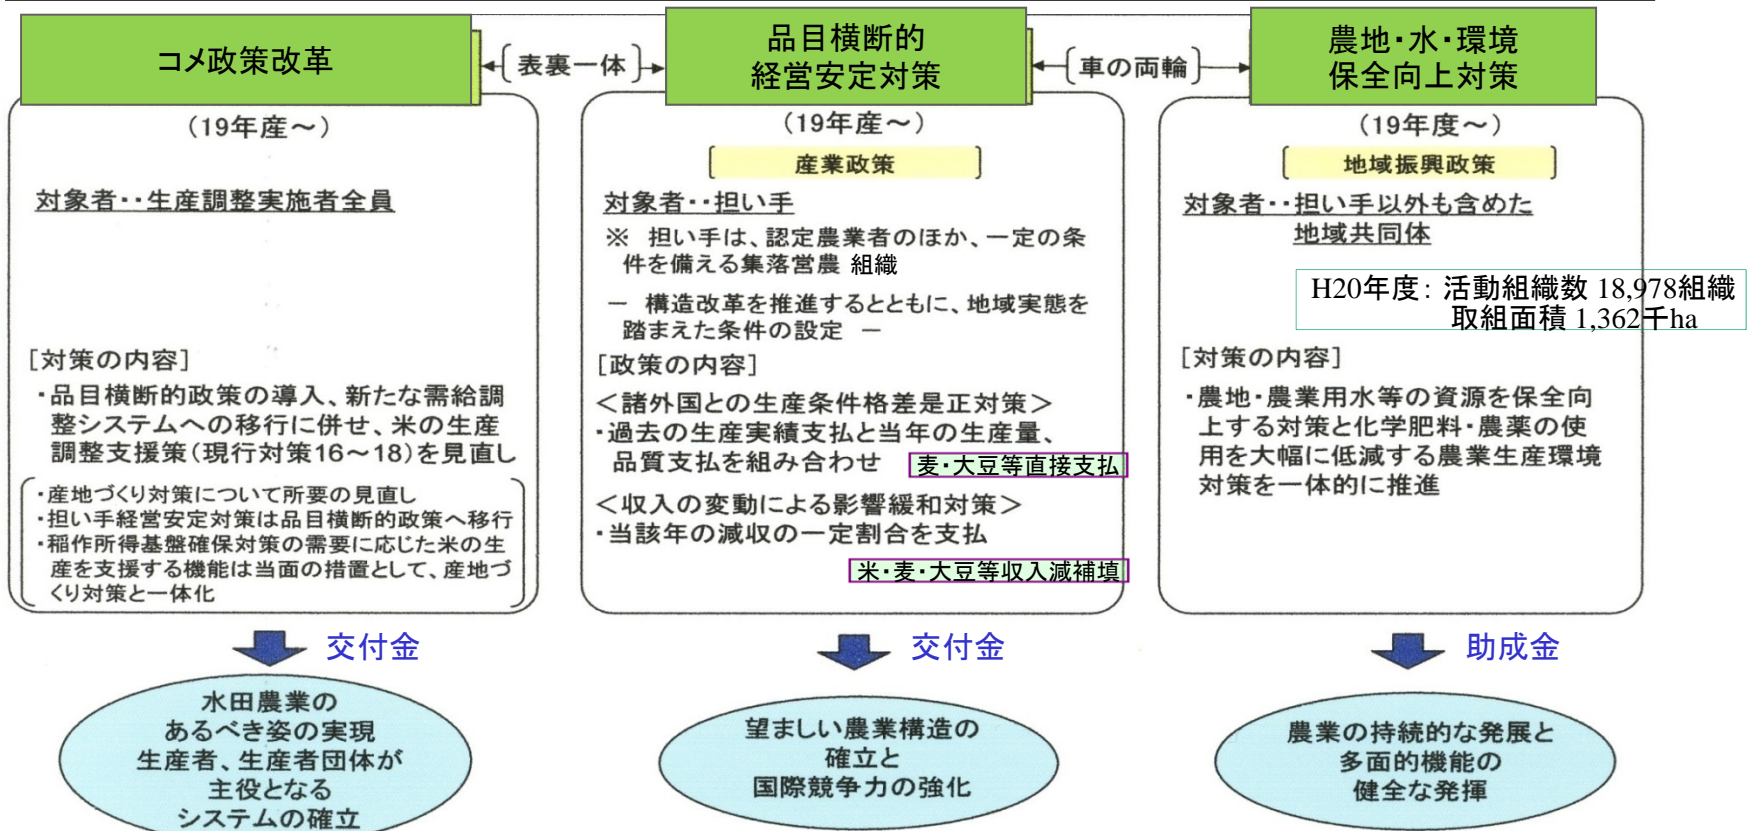 コメ政策改革
表裏一体
品目横断的
経営安定対策
車の両輪
農地・水・環境
保全向上対策
（19年産～）
対象者・・生産調整実施者全員
［対策の内容］
・品目横断的政策の導入、新たな需給調
整システムへの移行に併せ、米の生産
調整支援策（現行対策16～18）を見直し
・産地づくり対策について所要の見直し
・担い手経営安定対策は品目横断的政策へ移行
・稲作所得基盤確保対策の需要に応じた米の生
産を支援する機能は当面の措置として、産地づ
くり対策と一体化
交付金
水田農業の
あるべき姿の実現
生産者、生産者団体が
主役となる
システムの確立
（19年産～）
産業政策
対象者・・担い手
※ 担い手は、認定農業者のほか、一定の条
件を備える集落営農 組織
－ 構造改革を推進するとともに、地域実態を
踏まえた条件の設定 －
［政策の内容］
＜諸外国との生産条件格差是正対策＞
・過去の生産実績支払と当年の生産量、
品質支払を組み合わせ 麦・大豆等直接支払
＜収入の変動による影響緩和対策＞
・当該年の減収の一定割合を支払
米・麦・大豆等収入減補填
交付金
望ましい農業構造の
確立と
国際競争力の強化
（19年度～）
地域振興政策
対象者・・担い手以外も含めた
地域共同体
H20年度： 活動組織数 18,978組織
取組面積 1,362千ha
［対策の内容］
・農地・農業用水等の資源を保全向
上する対策と化学肥料・農薬の使
用を大幅に低減する農業生産環境
対策を一体的に推進
助成金
農業の持続的な発展と
多面的機能の
健全な発揮